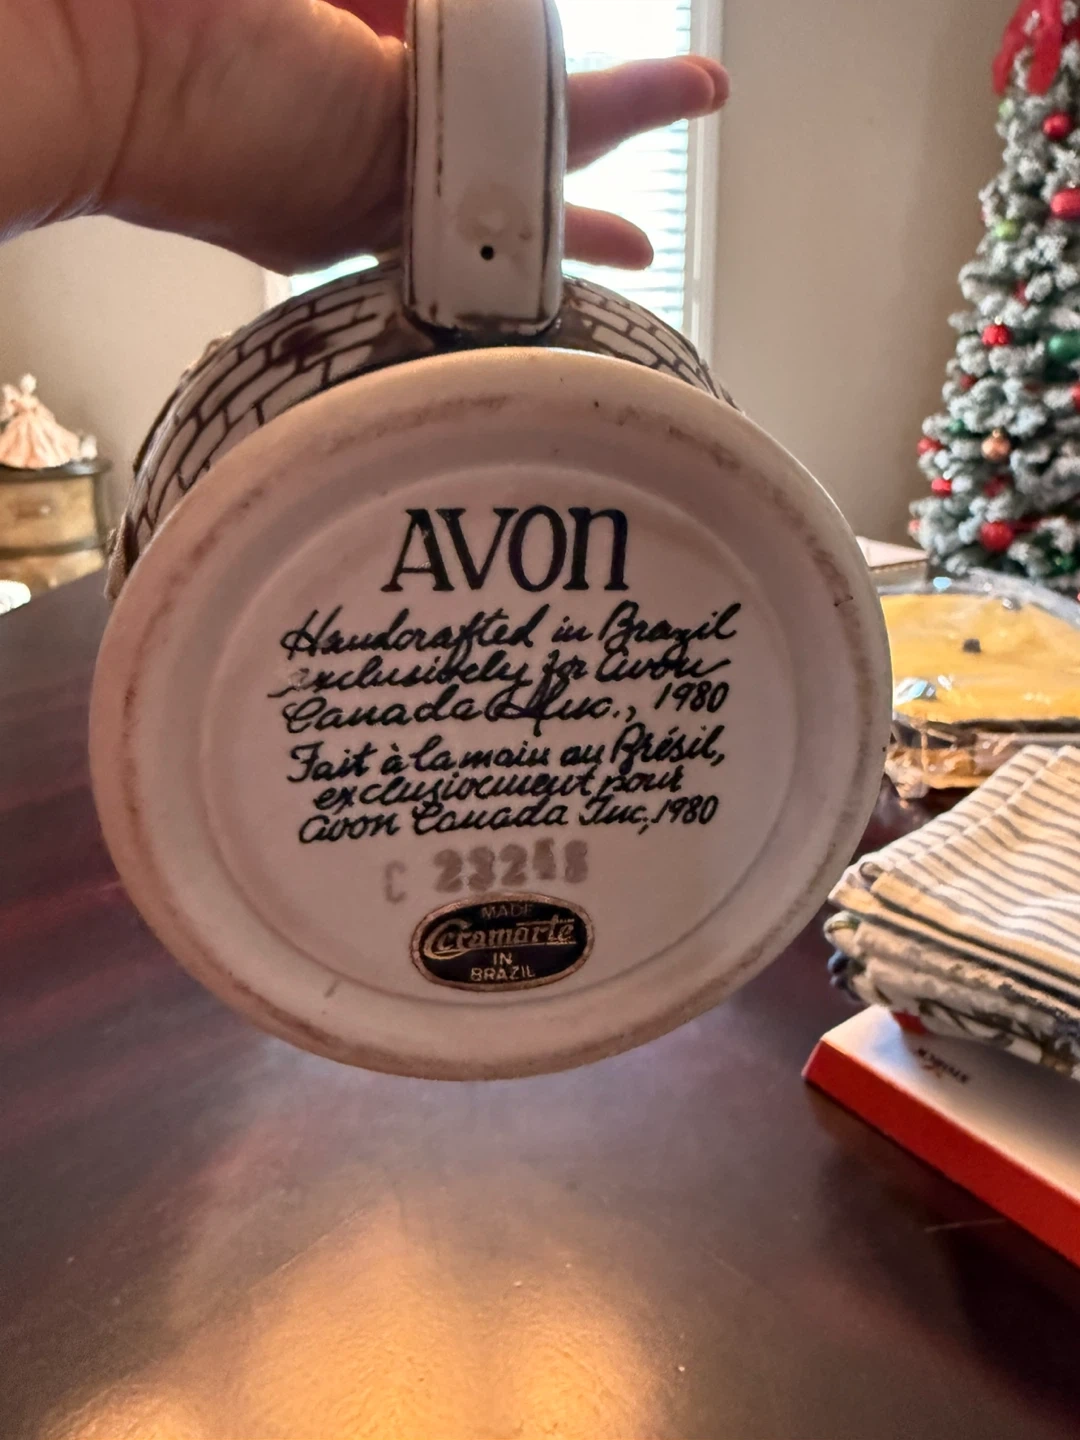 AVON
Handcrafted in Brazil
exclusively for Avon
Canada Inc., 1980
Fait à la main au Brésil,
exclusivement pour
Avon Canada Inc, 1980
C 23248
MADE
Ceramarte
IN
BRAZIL